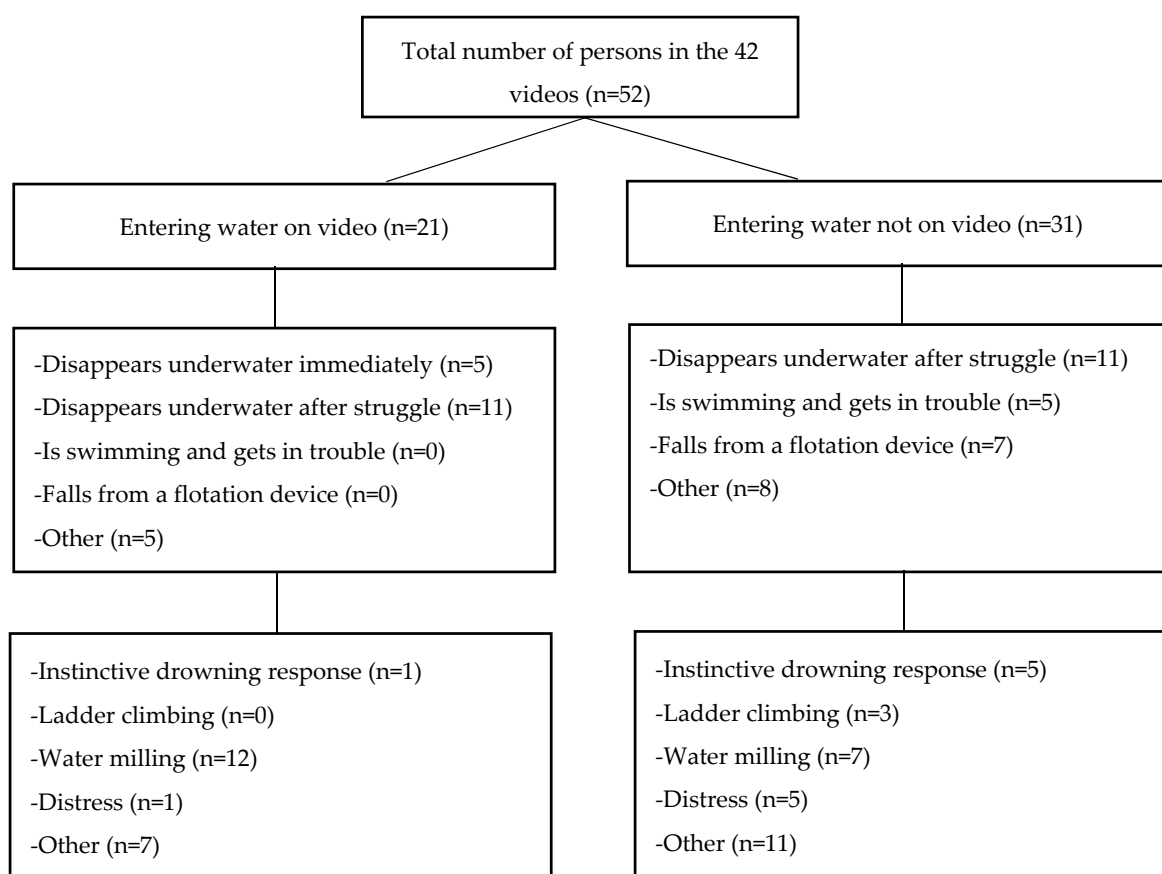 Total number of persons in the 42
videos (n=52)
Entering water on video (n=21)
Entering water not on video (n=31)
-Disappears underwater immediately (n=5)
-Disappears underwater after struggle (n=11)
-Is swimming and gets in trouble (n=0)
-Falls from a flotation device (n=0)
-Other (n=5)
-Disappears underwater after struggle (n=11)
-Is swimming and gets in trouble (n=5)
-Falls from a flotation device (n=7)
-Other (n=8)
-Instinctive drowning response (n=1)
-Ladder climbing (n=0)
-Water milling (n=12)
-Distress (n=1)
-Other (n=7)
-Instinctive drowning response (n=5)
-Ladder climbing (n=3)
-Water milling (n=7)
-Distress (n=5)
-Other (n=11)